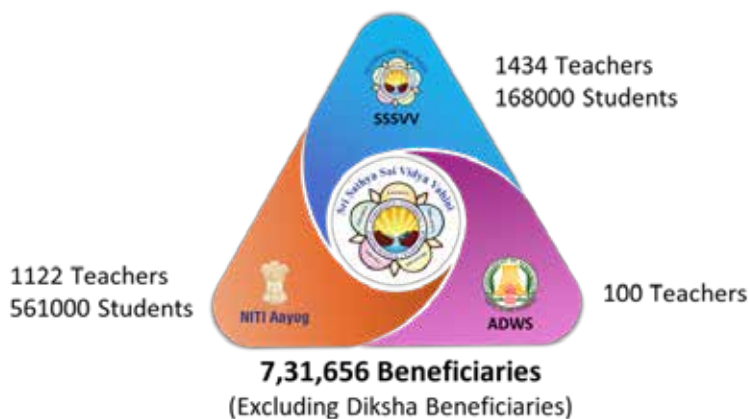 1434 Teachers
168000 Students
SSSVV
Sri Sathya Sai Vidya Vahini
1122 Teachers
561000 Students
NITI Aayog
ADWS
100 Teachers
7,31,656 Beneficiaries
(Excluding Diksha Beneficiaries)